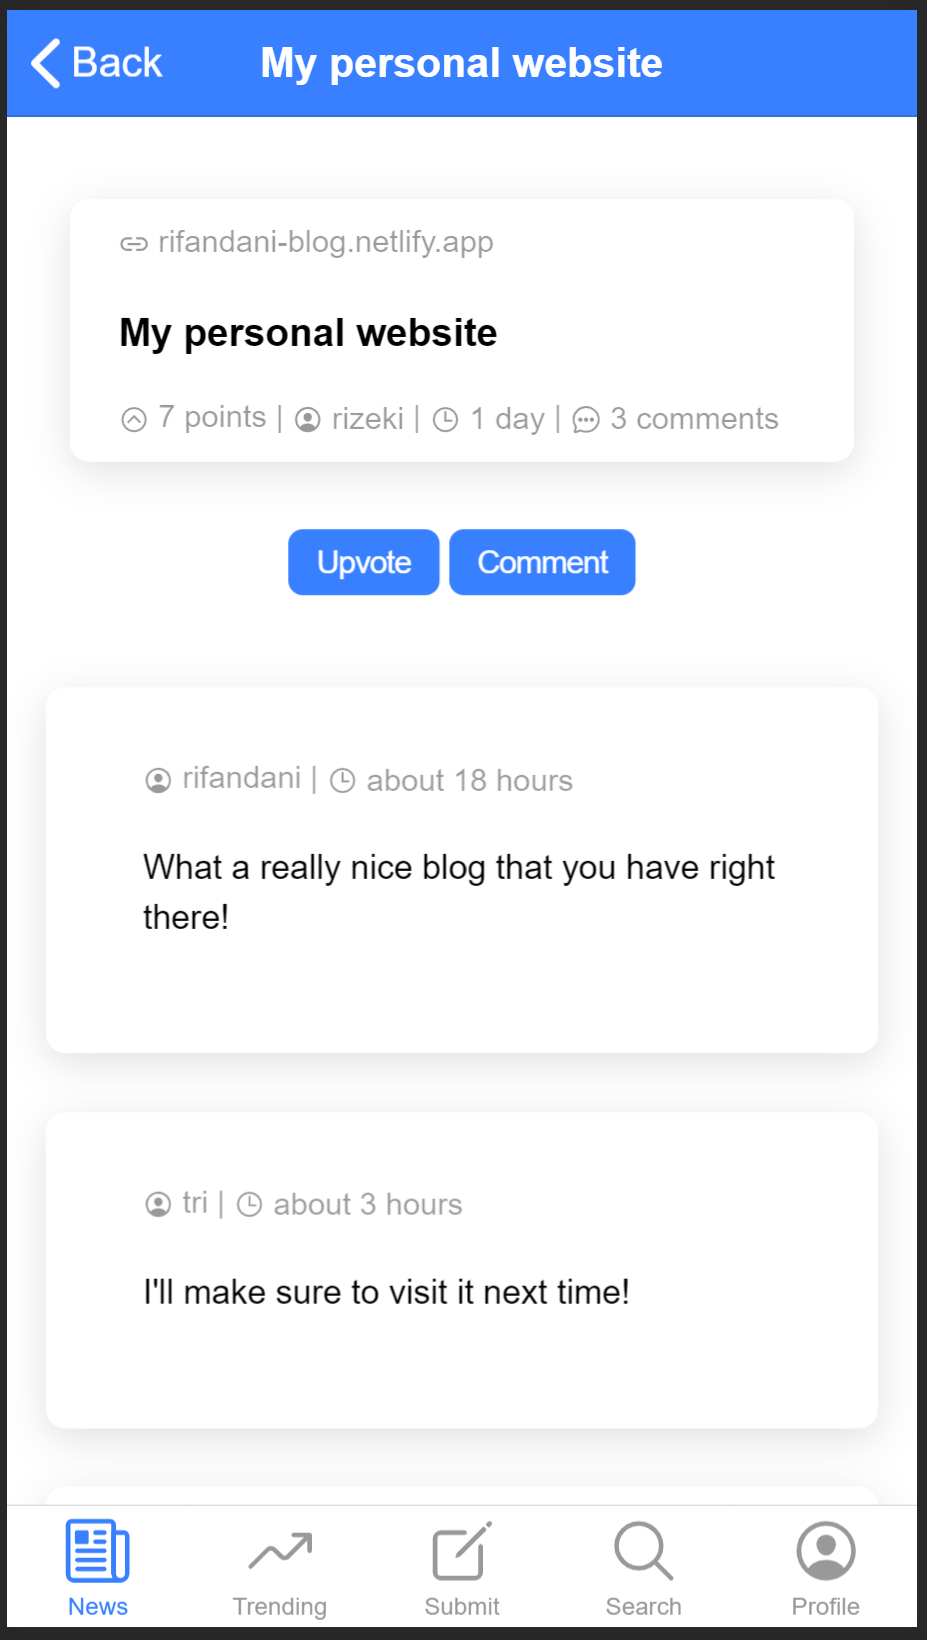 Back My personal website
rifandani-blog.netlify.app
My personal website
7 points | rizeki | 1 day | 3 comments
Upvote Comment
rifandani | about 18 hours
What a really nice blog that you have right
there!
tri | about 3 hours
I'll make sure to visit it next time!
News Trending Submit Search Profile